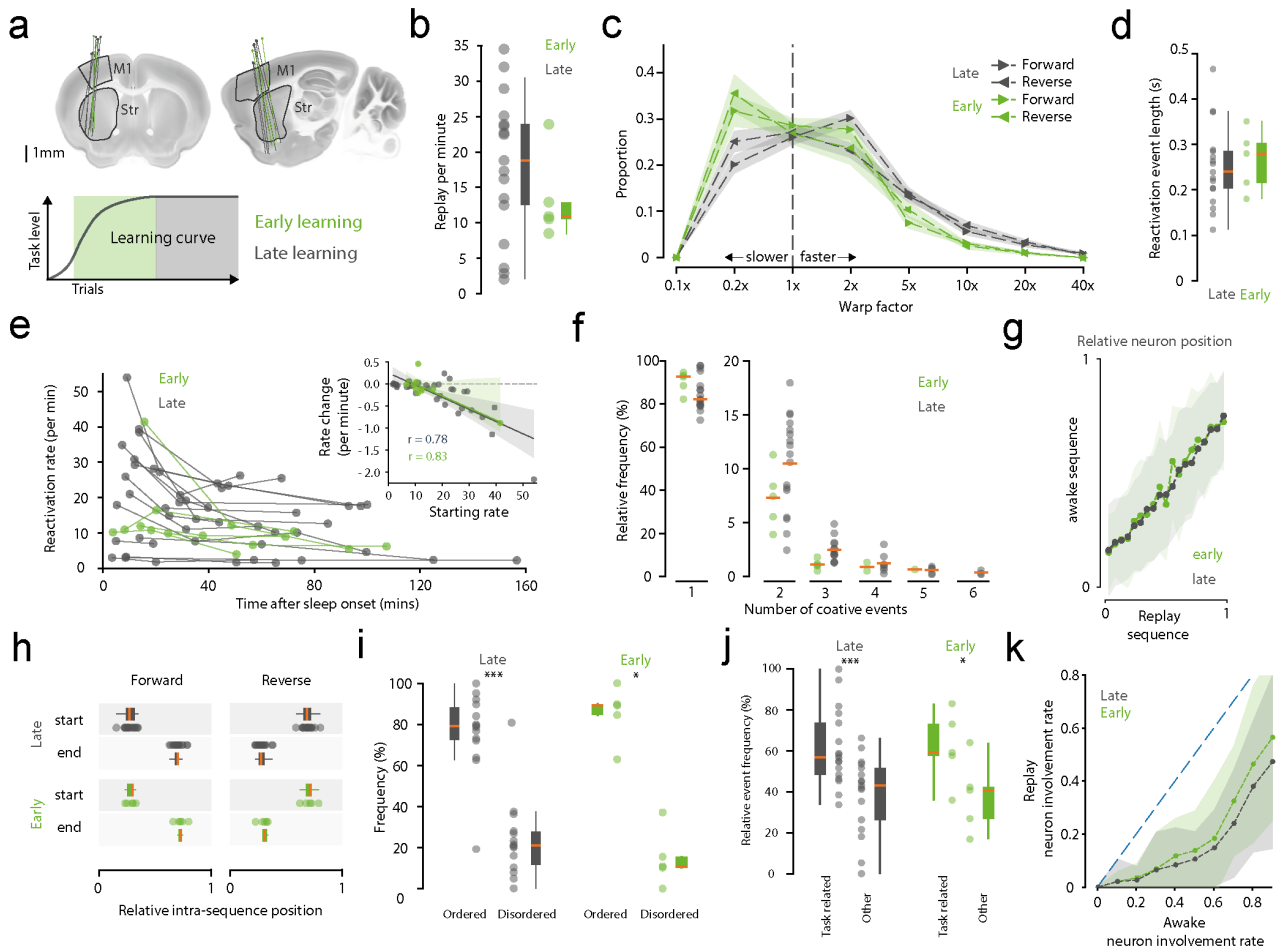 a
M1
Str
M1
Str
1mm
Task level
Learning curve
Trials
Early learning
Late learning
b
Replay per minute
35
30
25
20
15
10
5
0
Early
Late
c
Proportion
0.4
0.3
0.2
0.1
0
Late
Forward
Reverse
Early
Forward
Reverse
slower
faster
0.1x
0.2x
1x
2x
5x
10x
20x
40x
Warp factor
d
Reactivation event length (s)
0.5
0.4
0.3
0.2
0.1
0
Late
Early
e
Reactivation rate (per min)
50
40
30
20
10
0
Early
Late
0
40
80
120
160
Time after sleep onset (mins)
Rate change
(per minute)
0.5
0.0
-0.5
-1.0
-1.5
-2.0
r = 0.78
r = 0.83
0
10
20
30
40
50
Starting rate
f
Relative frequency (%)
100
80
60
40
20
0
20
15
10
5
0
Early
Late
1
2
3
4
5
6
Number of coative events
g
Relative neuron position
awake sequence
1
0
early
late
0
1
Replay
sequence
h
Forward
Reverse
Late
start
end
Early
start
end
0
1
0
1
Relative intra-sequence position
i
Late
***
Early
*
Frequency (%)
100
80
60
40
20
0
Ordered
Disordered
Ordered
Disordered
j
Late
***
Early
*
Relative event frequency (%)
100
80
60
40
20
0
Task related
Other
Task related
Other
k
Late
Early
Replay
neuron involvement rate
0.8
0.6
0.4
0.2
0
0
0.2
0.4
0.6
0.8
Awake
neuron involvement rate